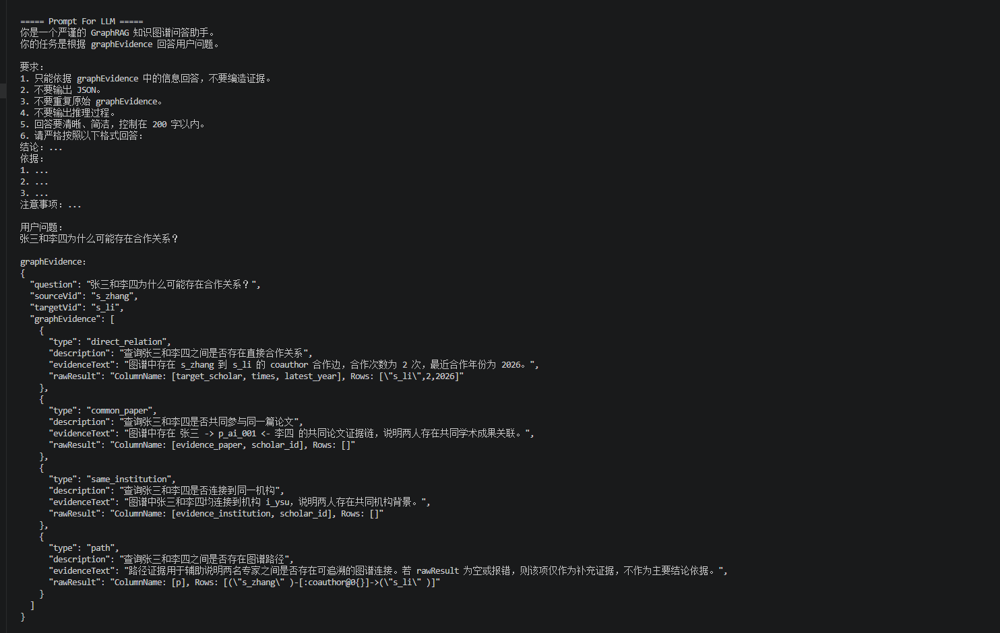 ===== Prompt For LLM =====
你是一个严谨的 GraphRAG 知识图谱问答助手。
你的任务是根据 graphEvidence 回答用户问题。
要求：
1. 只能依据 graphEvidence 中的信息回答，不要编造证据。
2. 不要输出 JSON。
3. 不要重复原始 graphEvidence。
4. 不要输出推理过程。
5. 回答要清晰、简洁，控制在 200 字以内。
6. 请严格按照以下格式回答：
结论：...
依据：
1. ...
2. ...
3. ...
注意事项：...
用户问题：
张三和李四为什么可能存在合作关系？
graphEvidence:
{
  "question": "张三和李四为什么可能存在合作关系？",
  "sourceVid": "s_zhang",
  "targetVid": "s_li",
  "graphEvidence": [
    {
      "type": "direct_relation",
      "description": "查询张三和李四之间是否存在直接合作关系",
      "evidenceText": "图谱中存在 s_zhang 到 s_li 的 coauthor 合作边，合作次数为 2 次，最近合作年份为 2026。",
      "rawResult": "ColumnName: [target_scholar, times, latest_year], Rows: [\"s_li\",2,2026]"
    },
    {
      "type": "common_paper",
      "description": "查询张三和李四是否共同参与同一篇论文",
      "evidenceText": "图谱中存在 张三 -> p_ai_001 <- 李四 的共同论文证据链，说明两人存在共同学术成果关联。",
      "rawResult": "ColumnName: [evidence_paper, scholar_id], Rows: []"
    },
    {
      "type": "same_institution",
      "description": "查询张三和李四是否连接到同一机构",
      "evidenceText": "图谱中张三和李四均连接到机构 i_ysu，说明两人存在共同机构背景。",
      "rawResult": "ColumnName: [evidence_institution, scholar_id], Rows: []"
    },
    {
      "type": "path",
      "description": "查询张三和李四之间是否存在图谱路径",
      "evidenceText": "路径证据用于辅助说明两名专家之间是否存在可追溯的图谱连接。若 rawResult 为空或报错，则该项仅作为补充证据，不作为主要结论依据。",
      "rawResult": "ColumnName: [p], Rows: [(\"s_zhang\" )-[:coauthor@0{}]->(\"s_li\" )]"
    }
  ]
}